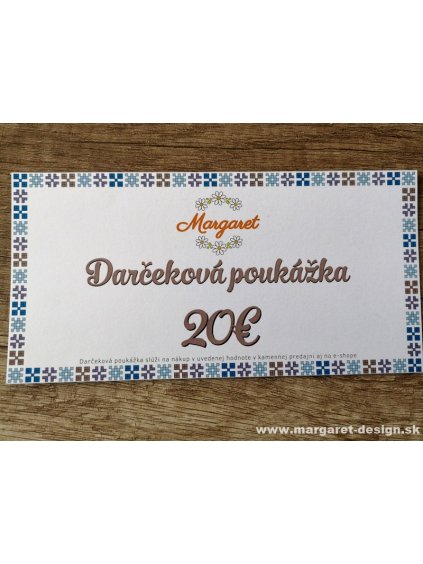 Margaret
Darčeková poukážka
20€
Darčeková poukážka slúži na nákup v uvedenej hodnote v kamennej predajni aj na e-shope
www.margaret-design.sk